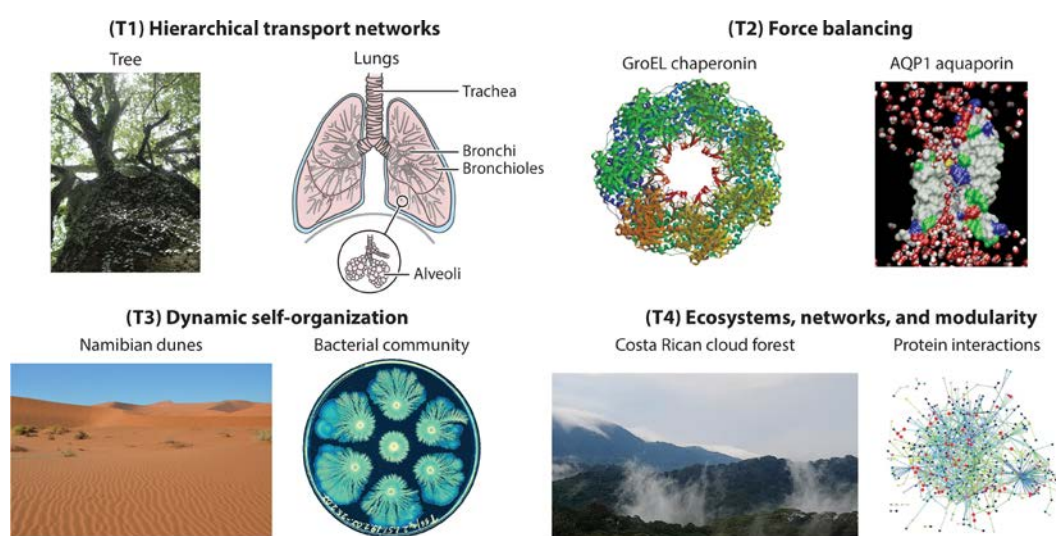 (T1) Hierarchical transport networks
Tree
Lungs
Trachea
Bronchi
Bronchioles
Alveoli
(T2) Force balancing
GroEL chaperonin
AQP1 aquaporin
(T3) Dynamic self-organization
Namibian dunes
Bacterial community
(T4) Ecosystems, networks, and modularity
Costa Rican cloud forest
Protein interactions